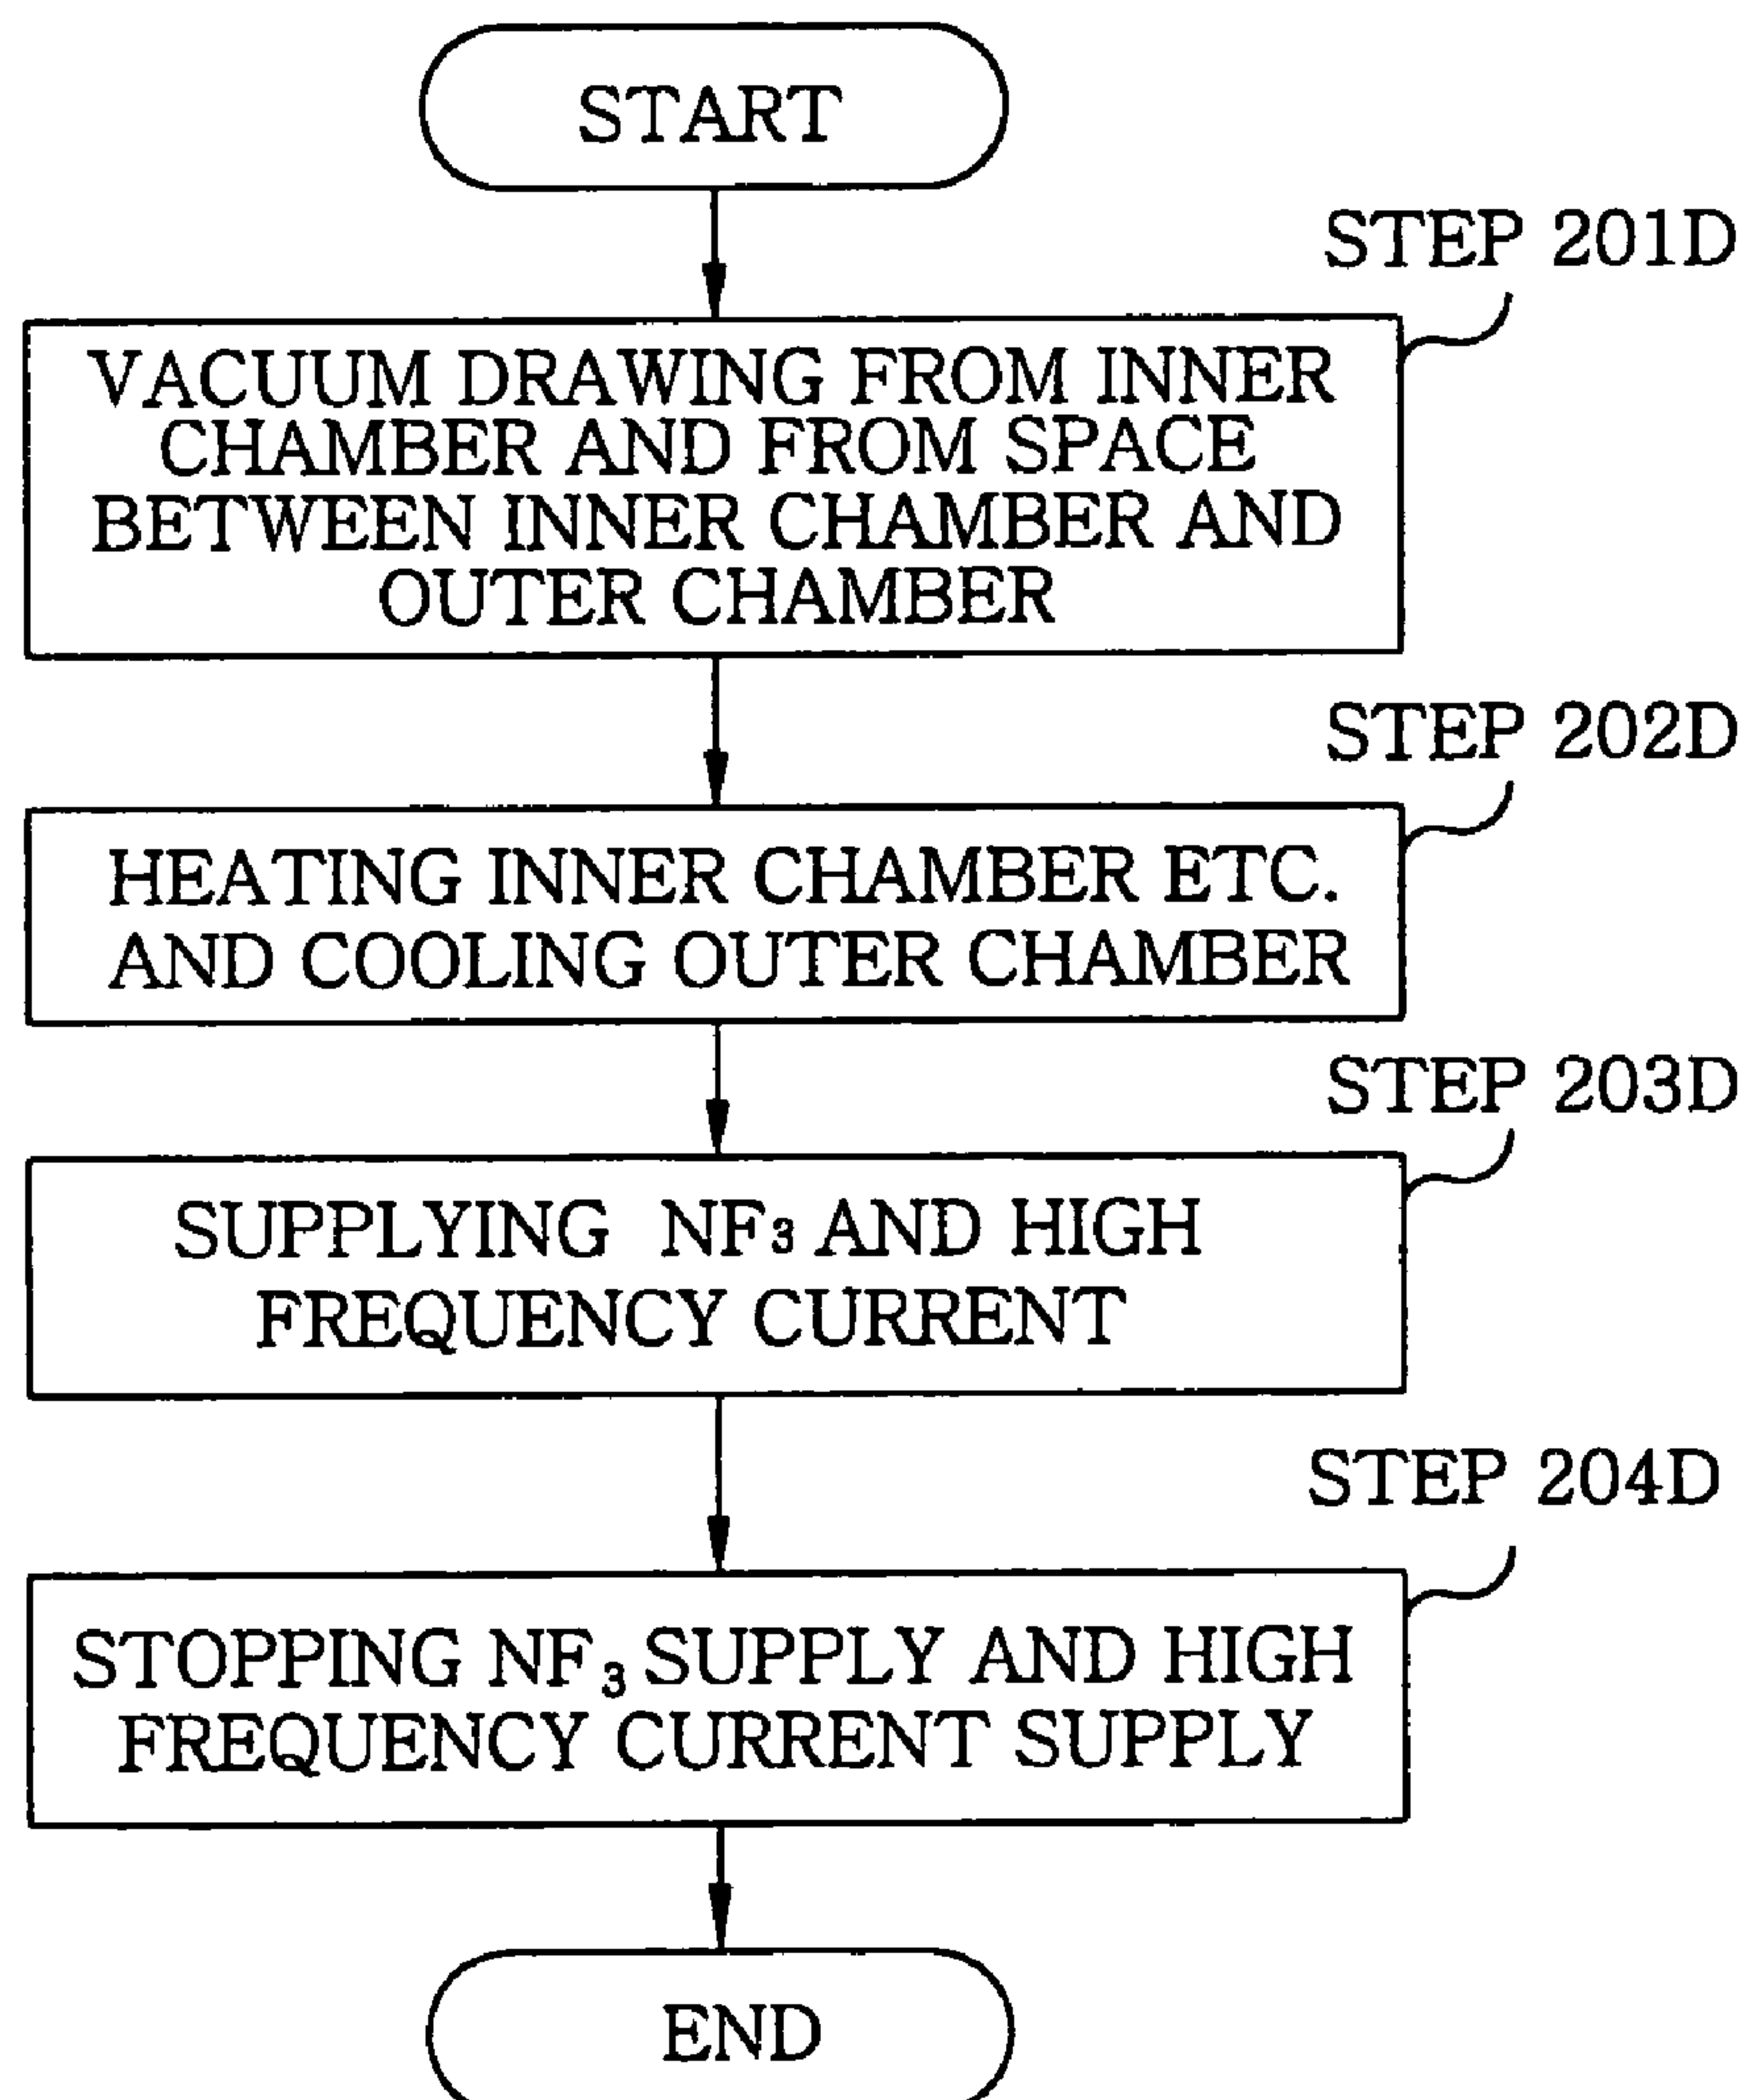 START
STEP 201D
VACUUM DRAWING FROM INNER
CHAMBER AND FROM SPACE
BETWEEN INNER CHAMBER AND
OUTER CHAMBER
STEP 202D
HEATING INNER CHAMBER ETC.
AND COOLING OUTER CHAMBER
STEP 203D
SUPPLYING NF₃ AND HIGH
FREQUENCY CURRENT
STEP 204D
STOPPING NF₃ SUPPLY AND HIGH
FREQUENCY CURRENT SUPPLY
END